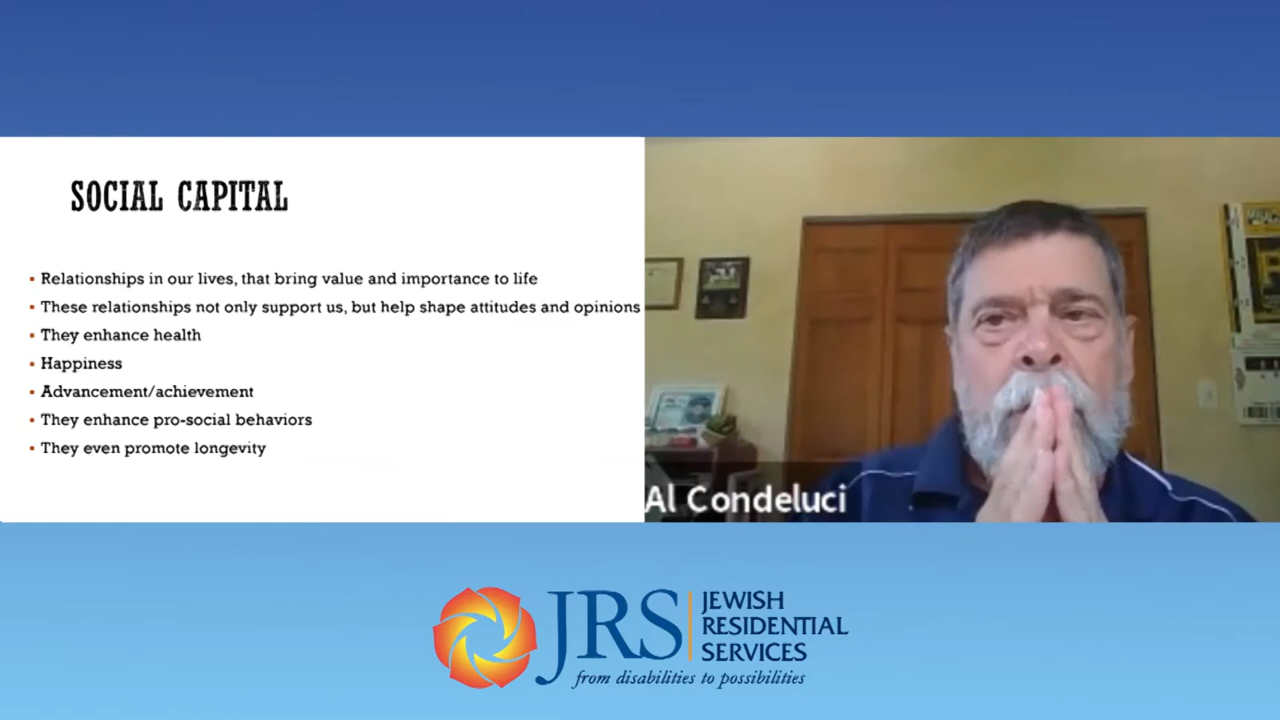 SOCIAL CAPITAL
Relationships in our lives, that bring value and importance to life
These relationships not only support us, but help shape attitudes and opinions
They enhance health
Happiness
Advancement/achievement
They enhance pro-social behaviors
They even promote longevity
Al Condeluci
JRS
JEWISH
RESIDENTIAL
SERVICES
from disabilities to possibilities